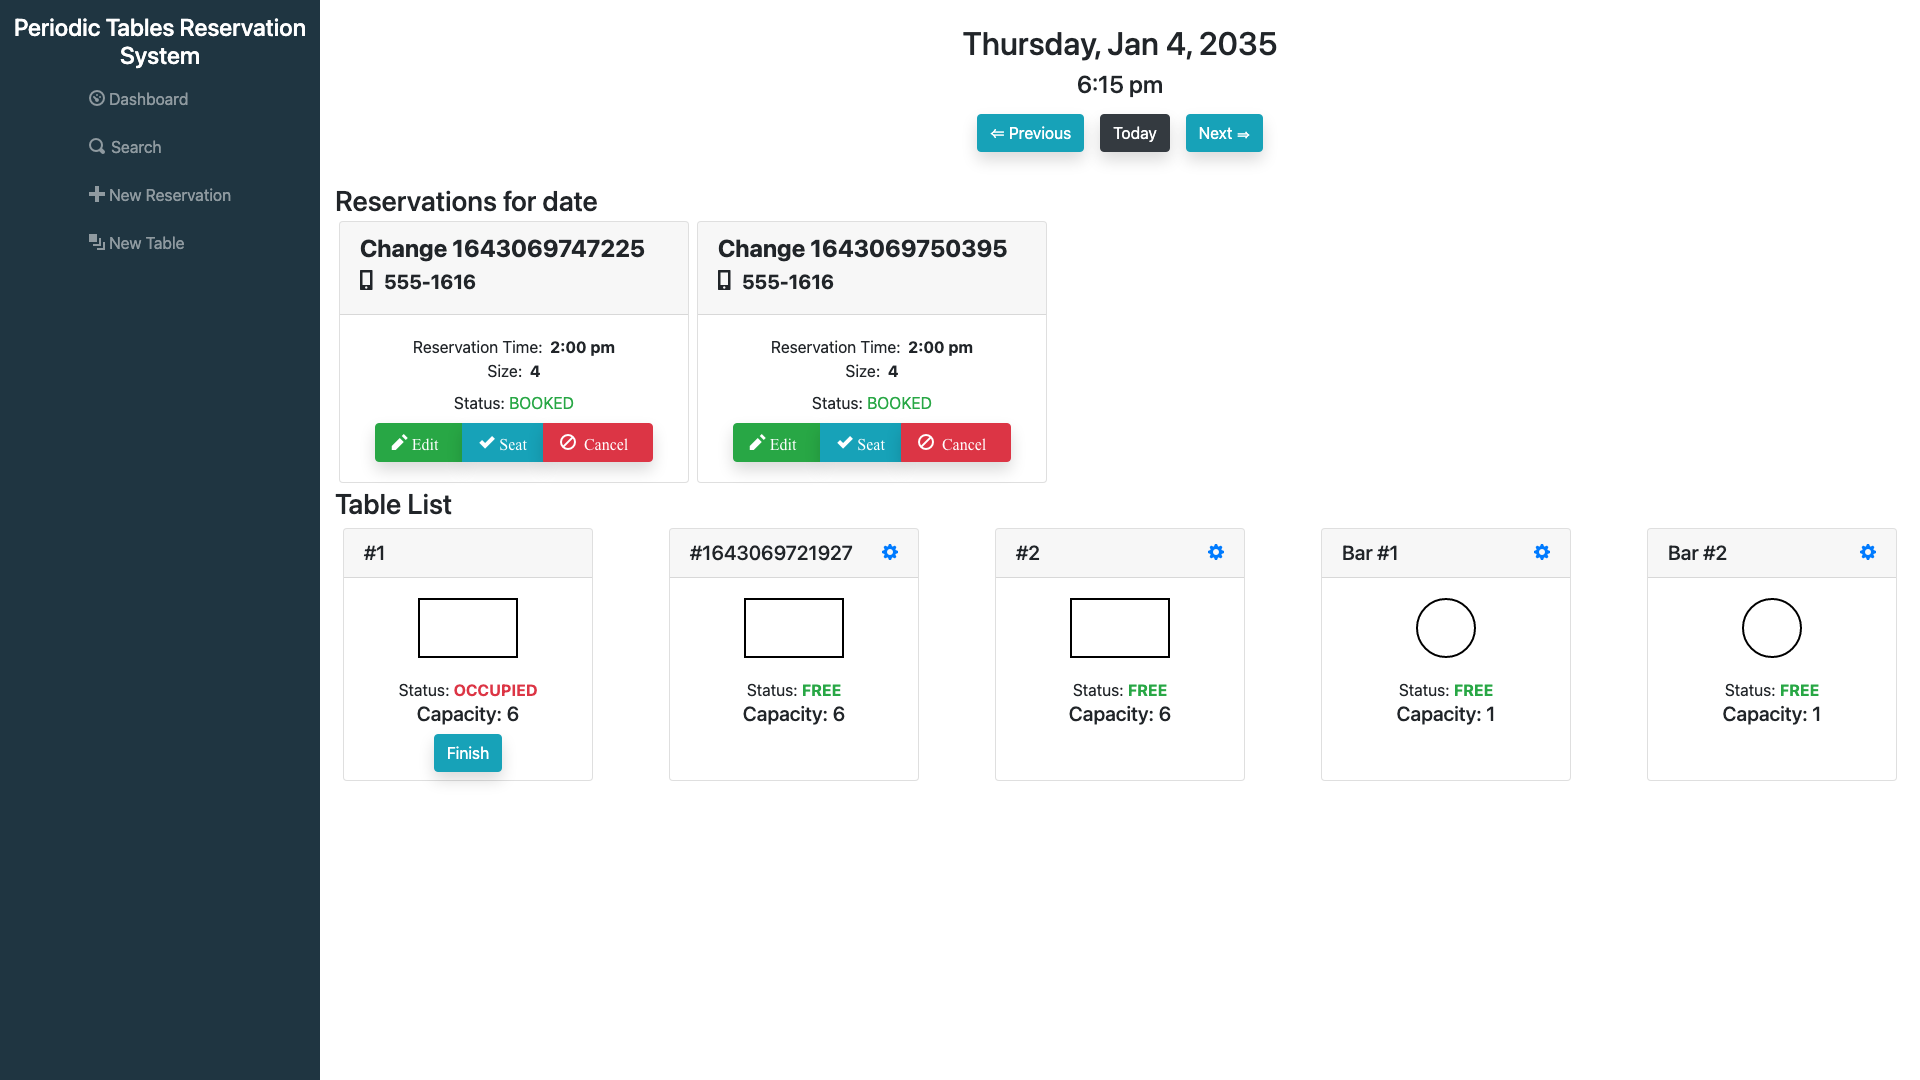 Periodic Tables Reservation
System
Dashboard
Search
New Reservation
New Table
Thursday, Jan 4, 2035
6:15 pm
⇐ Previous
Today
Next ⇒
Reservations for date
Change 1643069747225
555-1616
Reservation Time: 2:00 pm
Size: 4
Status: BOOKED
Edit
Seat
Cancel
Change 1643069750395
555-1616
Reservation Time: 2:00 pm
Size: 4
Status: BOOKED
Edit
Seat
Cancel
Table List
#1
Status: OCCUPIED
Capacity: 6
Finish
#1643069721927
Status: FREE
Capacity: 6
#2
Status: FREE
Capacity: 6
Bar #1
Status: FREE
Capacity: 1
Bar #2
Status: FREE
Capacity: 1